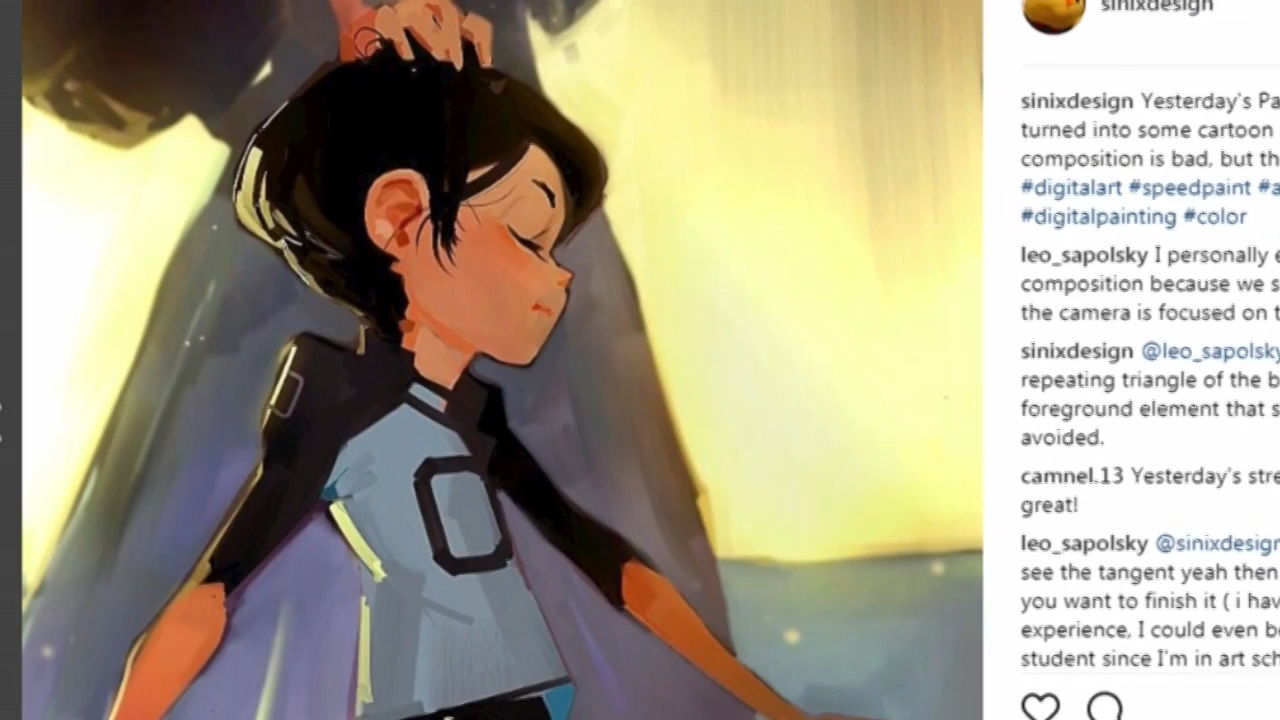 sinixdesign
sinixdesign Yesterday's Pa
turned into some cartoon
composition is bad, but th
#digitalart #speedpaint #a
#digitalpainting #color
leo_sapolsky I personally e
composition because we s
the camera is focused on t
sinixdesign @leo_sapolsky
repeating triangle of the b
foreground element that s
avoided.
camnel.13 Yesterday's stre
great!
leo_sapolsky @sinixdesign
see the tangent yeah then
you want to finish it ( i hav
experience, I could even be
student since I'm in art sch